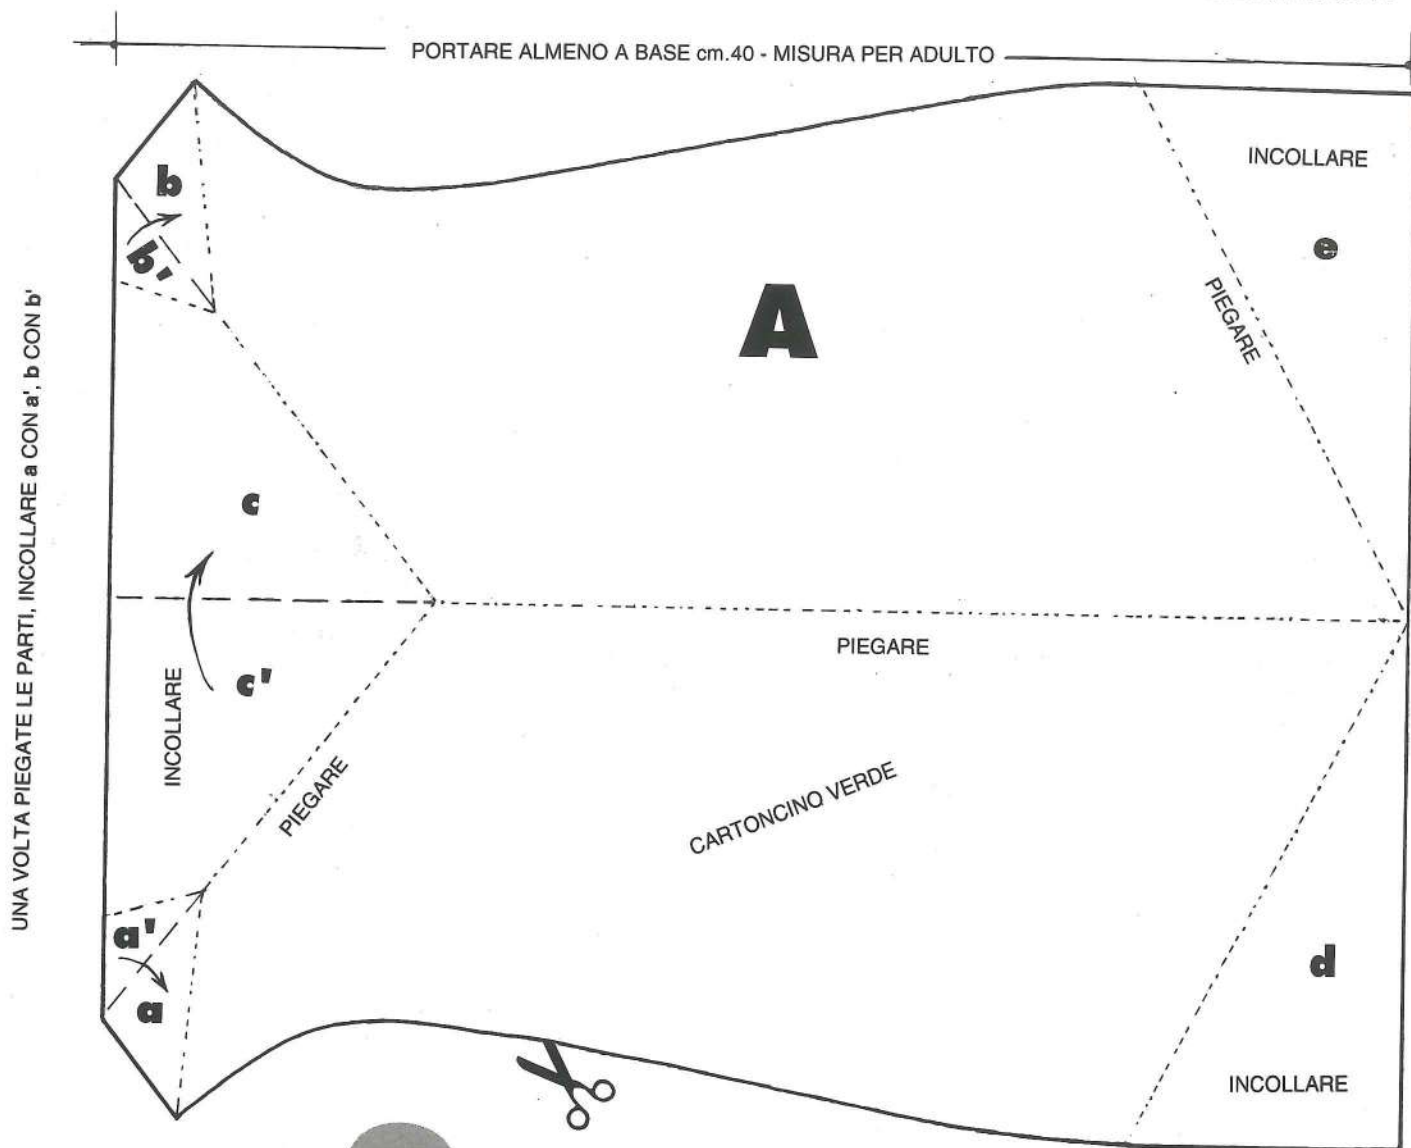 PORTARE ALMENO A BASE cm.40 - MISURA PER ADULTO
INCOLLARE
b
e
b'
A
PIEGARE
UNA VOLTA PIEGATE LE PARTI, INCOLLARE a CON a', b CON b'
c
PIEGARE
c'
INCOLLARE
PIEGARE
CARTONCINO VERDE
a'
d
a
INCOLLARE